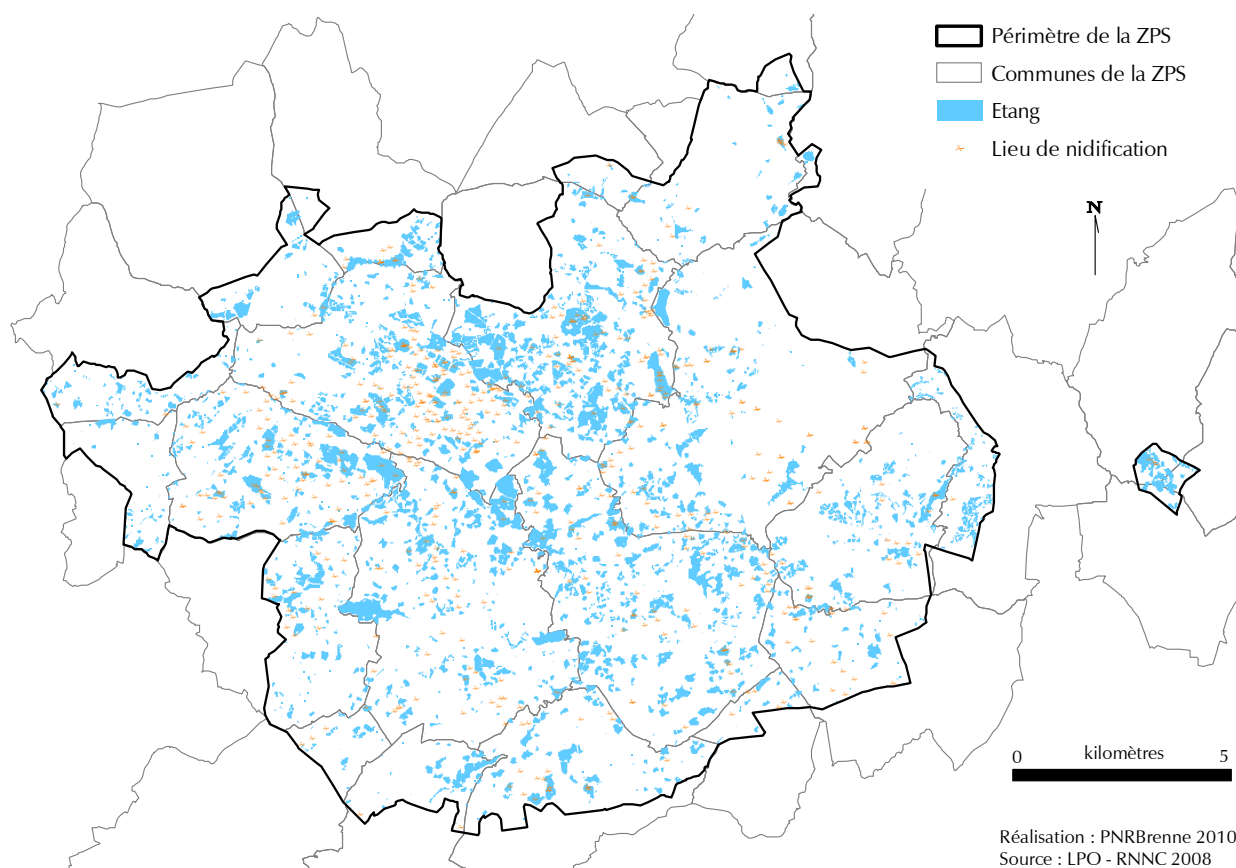 Périmètre de la ZPS
Communes de la ZPS
Etang
Lieu de nidification
N
0 kilomètres 5
Réalisation : PNRBrenne 2010
Source : LPO - RNNC 2008